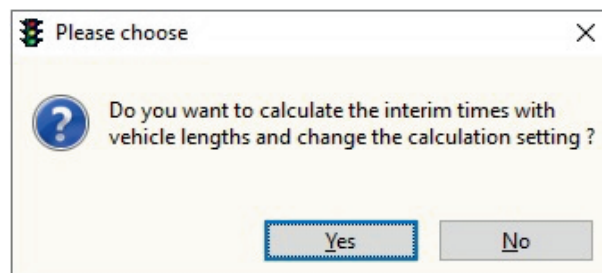 Please choose
Do you want to calculate the interim times with
vehicle lengths and change the calculation setting ?
Yes
No